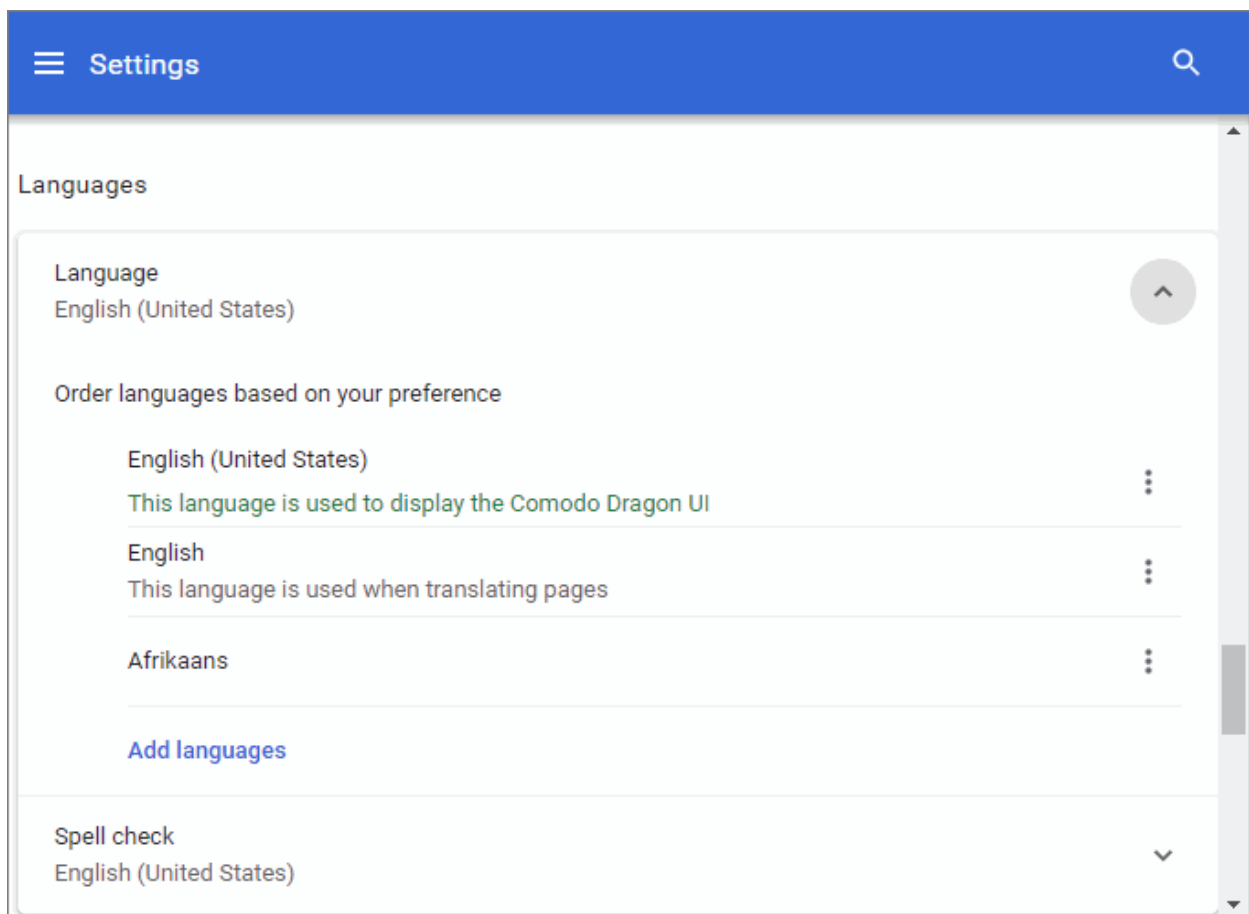 Settings
Languages
Language
English (United States)
Order languages based on your preference
English (United States)
This language is used to display the Comodo Dragon UI
English
This language is used when translating pages
Afrikaans
Add languages
Spell check
English (United States)